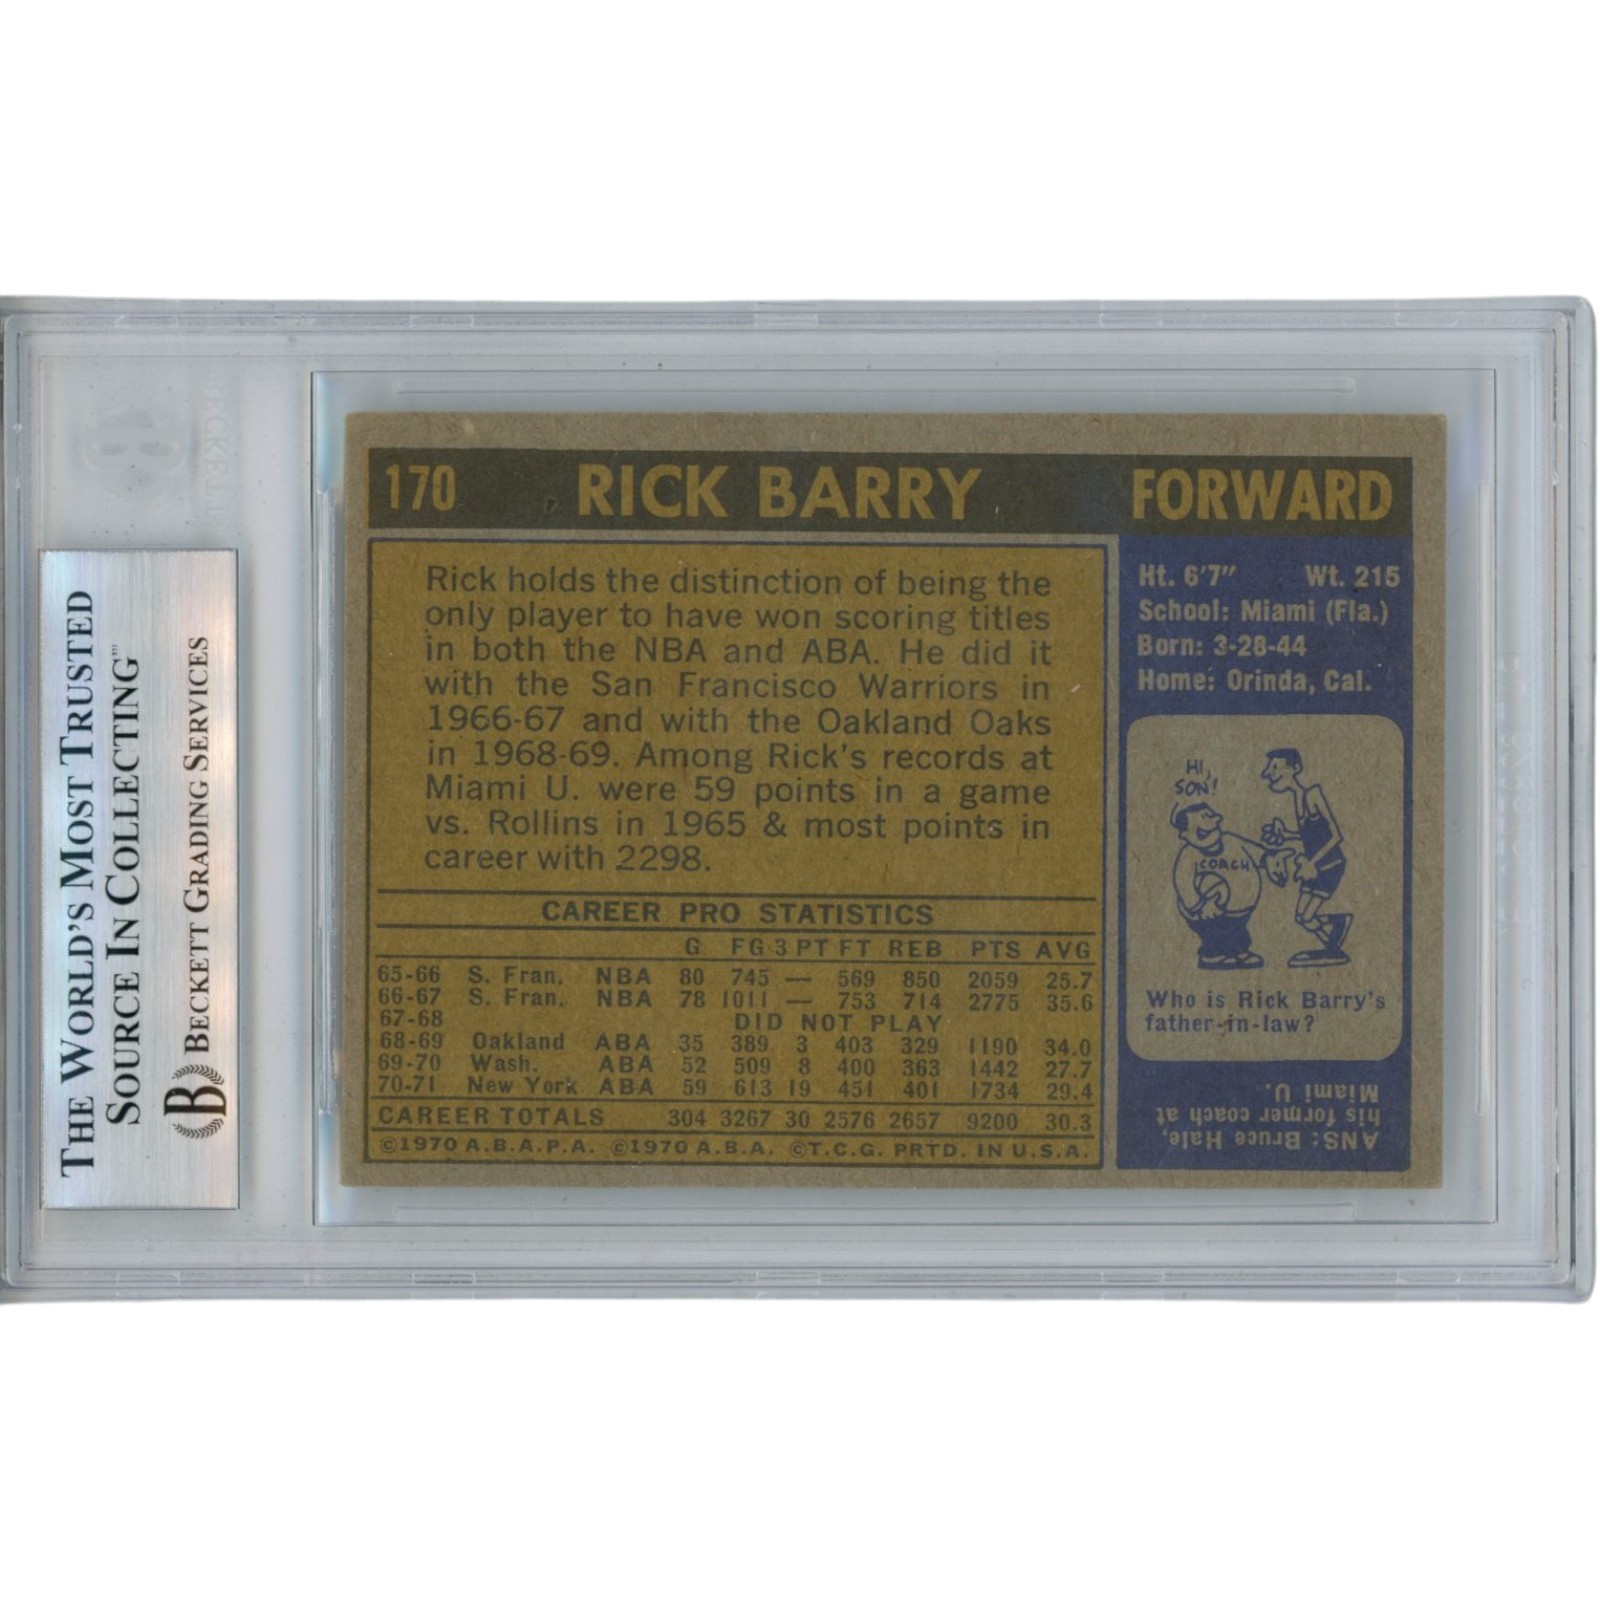 THE WORLD'S MOST TRUSTED
SOURCE IN COLLECTING™
BECKETT GRADING SERVICES
B
170 RICK BARRY FORWARD
Rick holds the distinction of being the
only player to have won scoring titles
in both the NBA and ABA. He did it
with the San Francisco Warriors in
1966-67 and with the Oakland Oaks
in 1968-69. Among Rick's records at
Miami U. were 59 points in a game
vs. Rollins in 1965 & most points in
career with 2298.
CAREER PRO STATISTICS
G FG 3 PT FT REB PTS AVG
65-66 S. Fran. NBA 80 745 — 569 850 2059 25.7
66-67 S. Fran. NBA 78 1011 — 753 714 2775 35.6
67-68 DID NOT PLAY
68-69 Oakland ABA 35 389 3 403 329 1190 34.0
69-70 Wash. ABA 52 509 8 400 363 1442 27.7
70-71 New York ABA 59 613 19 451 401 1734 29.4
CAREER TOTALS 304 3267 30 2576 2657 9200 30.3
©1970 A.B.A.P.A. ©1970 A.B.A. ©T.C.G. PRTD. IN U.S.A.
Ht. 6'7" Wt. 215
School: Miami (Fla.)
Born: 3-28-44
Home: Orinda, Cal.
HI,
SON!
COACH
Who is Rick Barry's
father-in-law?
ANS: Bruce Hale,
his former coach at
Miami U.